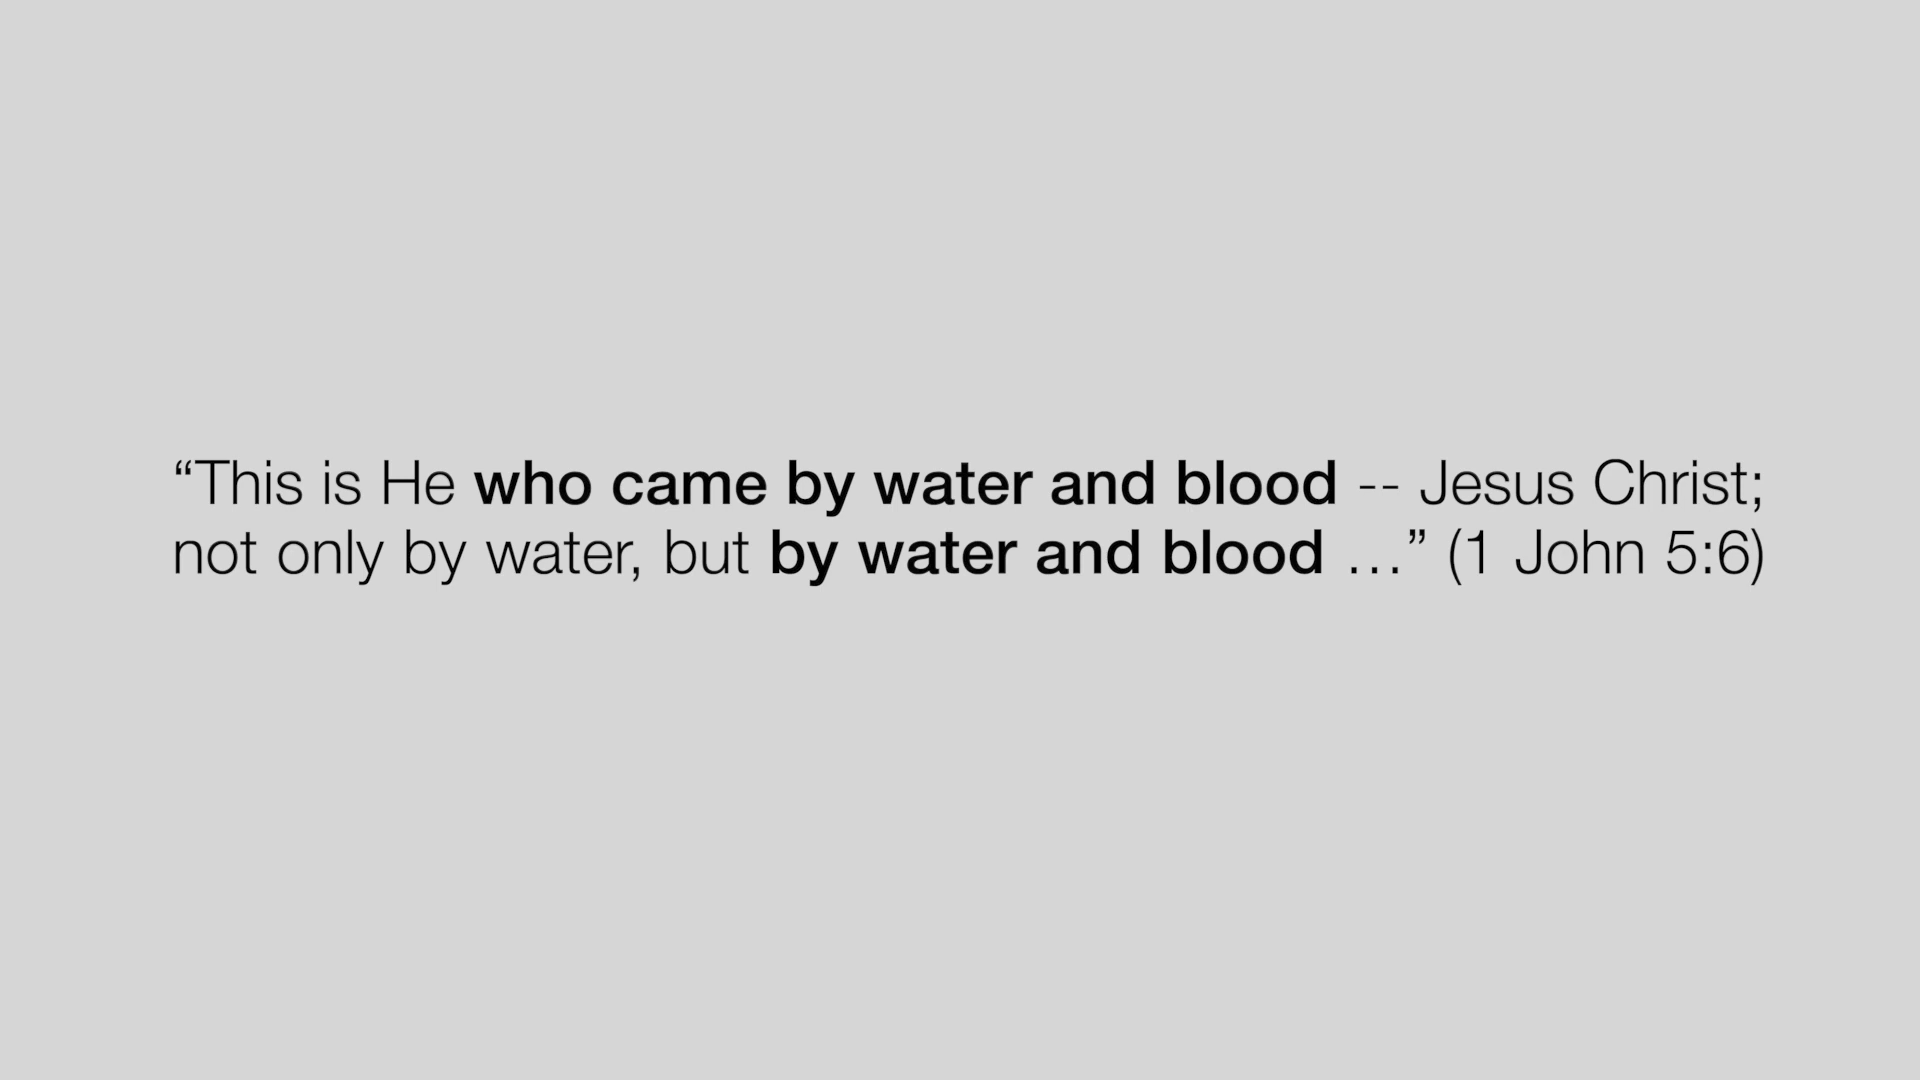 “This is He who came by water and blood -- Jesus Christ;
not only by water, but by water and blood …” (1 John 5:6)